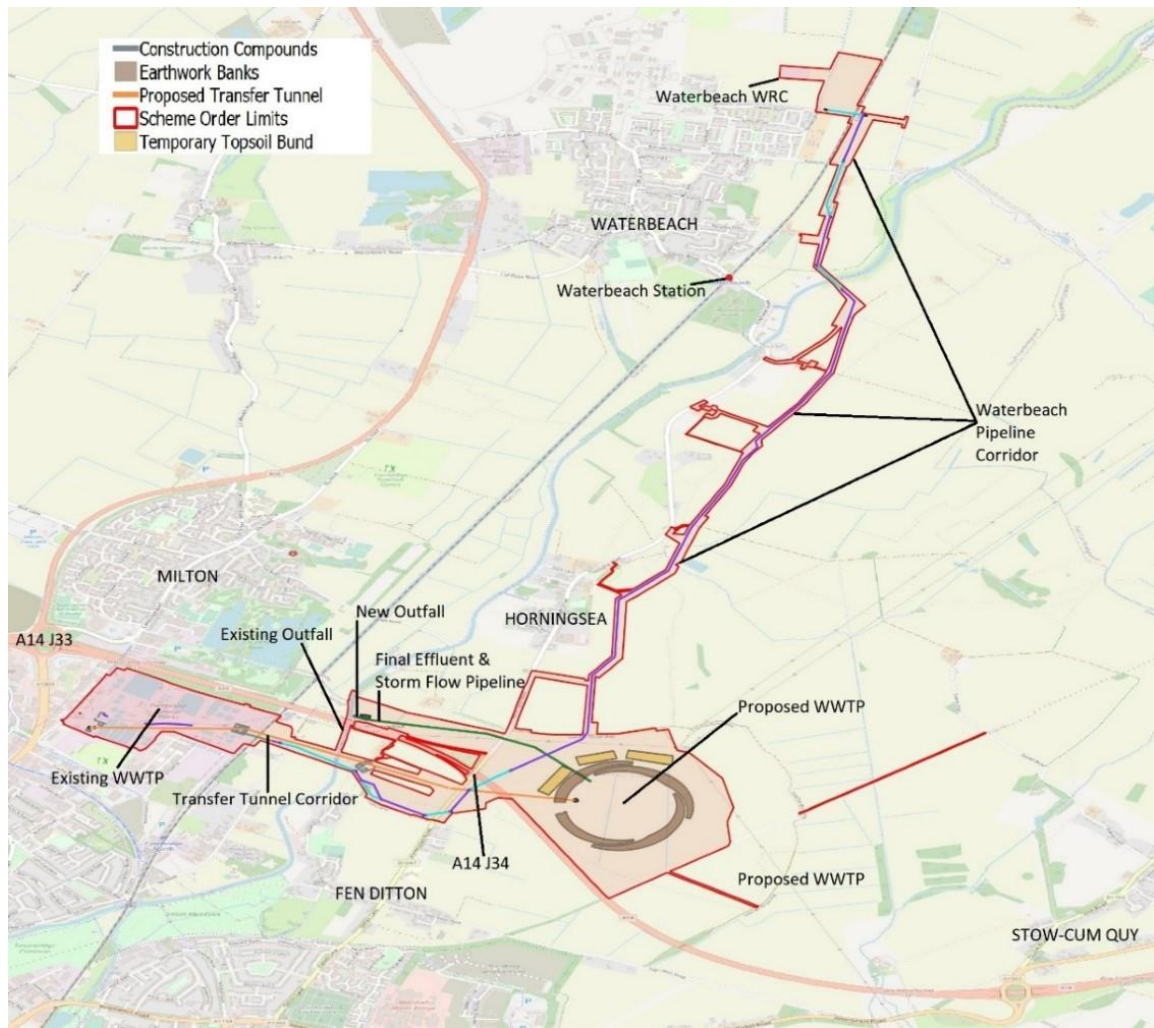 Construction Compounds
Earthwork Banks
Proposed Transfer Tunnel
Scheme Order Limits
Temporary Topsoil Bund
Waterbeach WRC
WATERBEACH
Waterbeach Station
Waterbeach
Pipeline
Corridor
MILTON
HORNINGSEA
A14 J33
Existing Outfall
New Outfall
Final Effluent &
Storm Flow Pipeline
Proposed WWTP
Existing WWTP
Transfer Tunnel Corridor
A14 J34
FEN DITTON
Proposed WWTP
STOW-CUM QUY